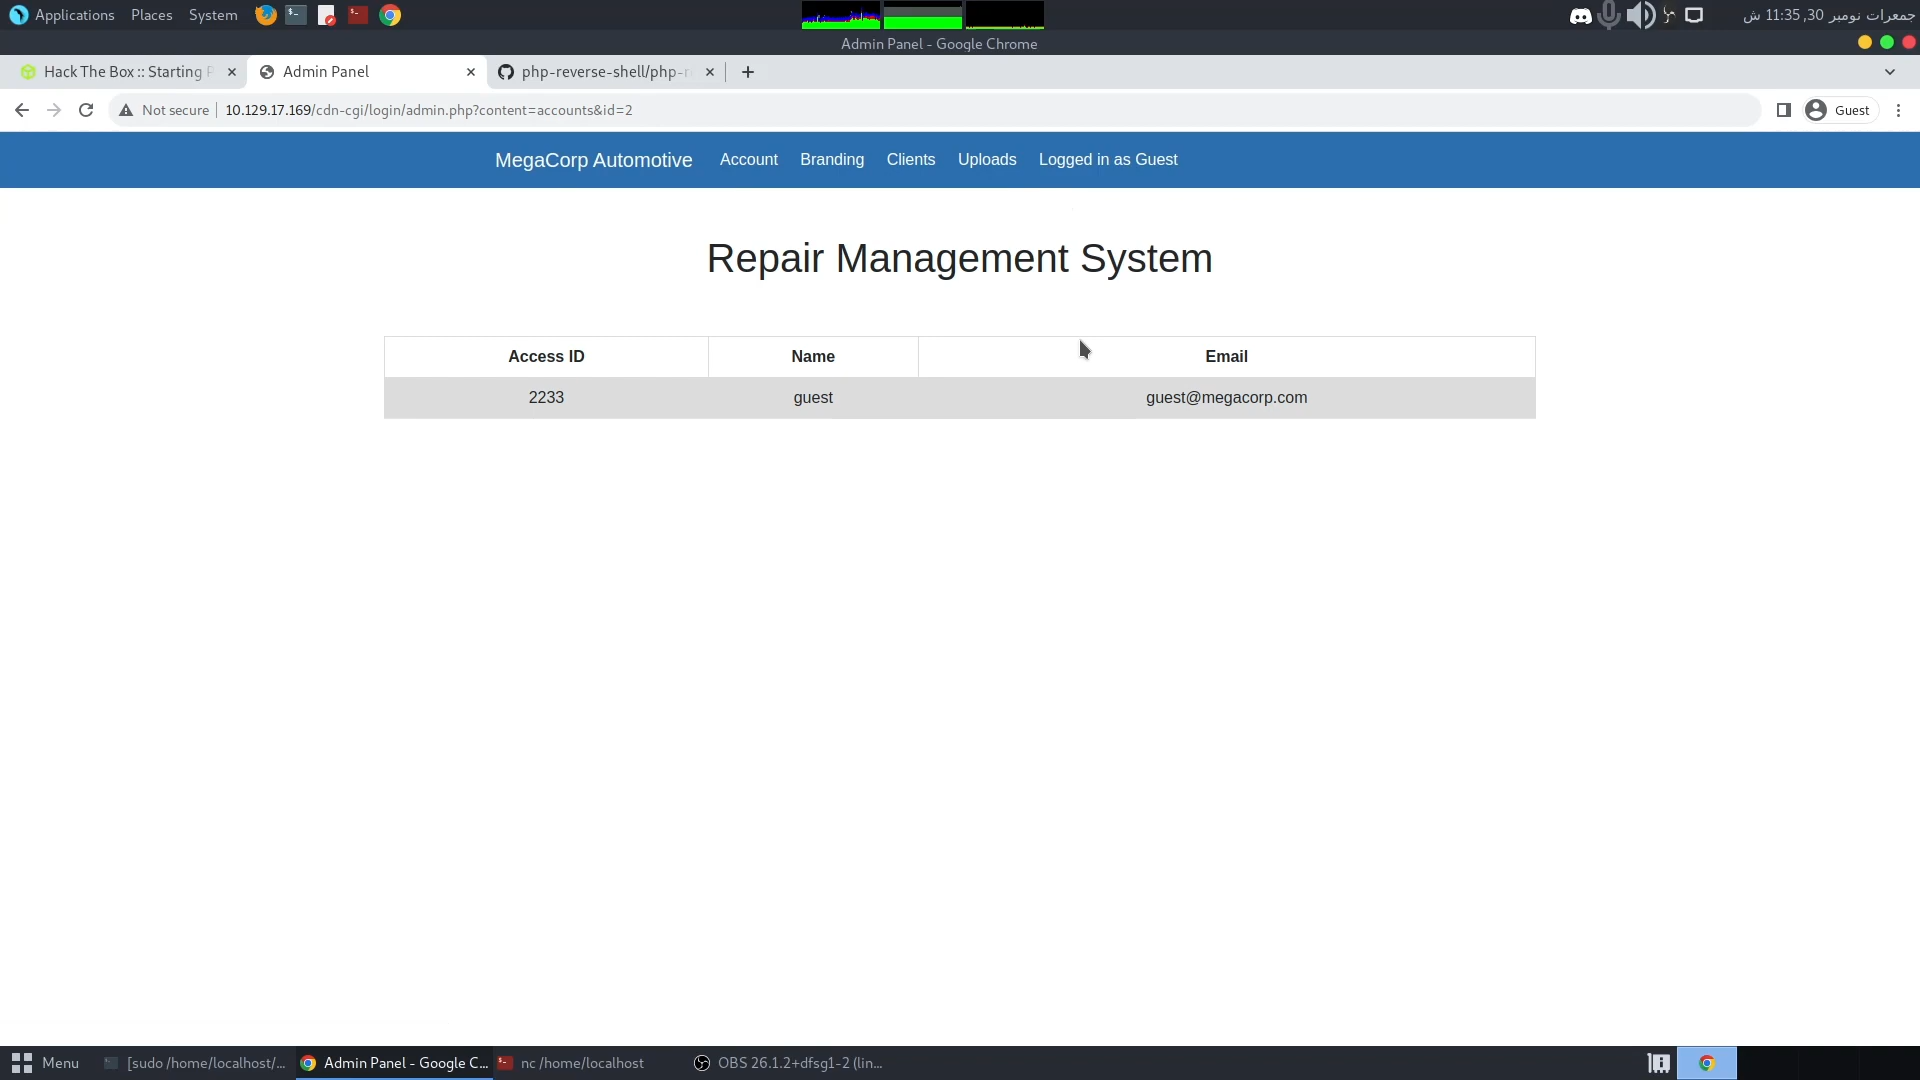 Applications Places System
جمعرات نومبر 30, 11:35 ش
Admin Panel - Google Chrome
Hack The Box :: Starting P
Admin Panel
php-reverse-shell/php-r
Not secure 10.129.17.169/cdn-cgi/login/admin.php?content=accounts&id=2
Guest
MegaCorp Automotive Account Branding Clients Uploads Logged in as Guest
Repair Management System
Access ID Name Email
2233 guest guest@megacorp.com
Menu [sudo /home/localhost/... Admin Panel - Google C... nc /home/localhost OBS 26.1.2+dfsg1-2 (lin...